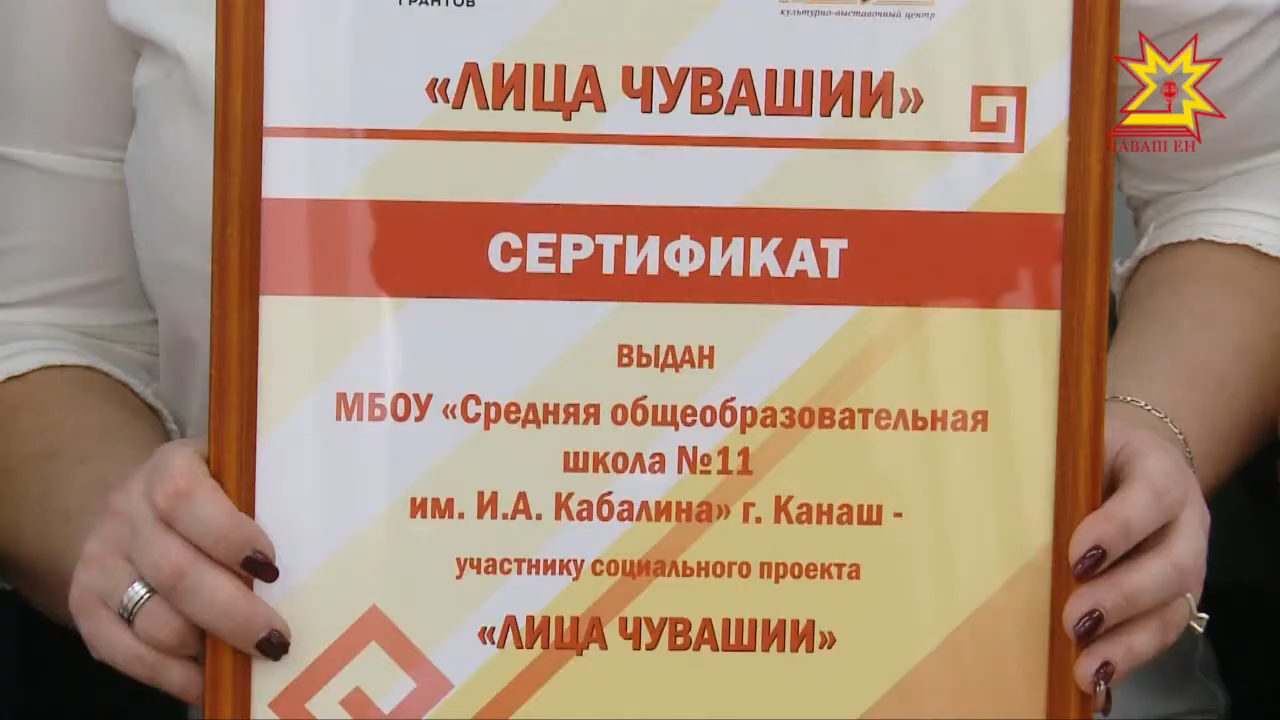 ГРАНТОВ
культурно-выставочный центр
«ЛИЦА ЧУВАШИИ»
ЧАВАШ ЕН
СЕРТИФИКАТ
ВЫДАН
МБОУ «Средняя общеобразовательная
школа №11
им. И.А. Кабалина» г. Канаш -
участнику социального проекта
«ЛИЦА ЧУВАШИИ»